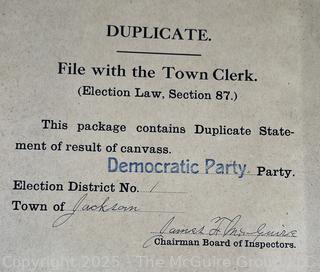 DUPLICATE.
File with the Town Clerk.
(Election Law, Section 87.)
This package contains Duplicate State-
ment of result of canvass.
Democratic Party. Party.
Election District No. 1
Town of Jackson
James F. McGuire
Chairman Board of Inspectors.
Copyright 2025 - The McGuire Group LLC